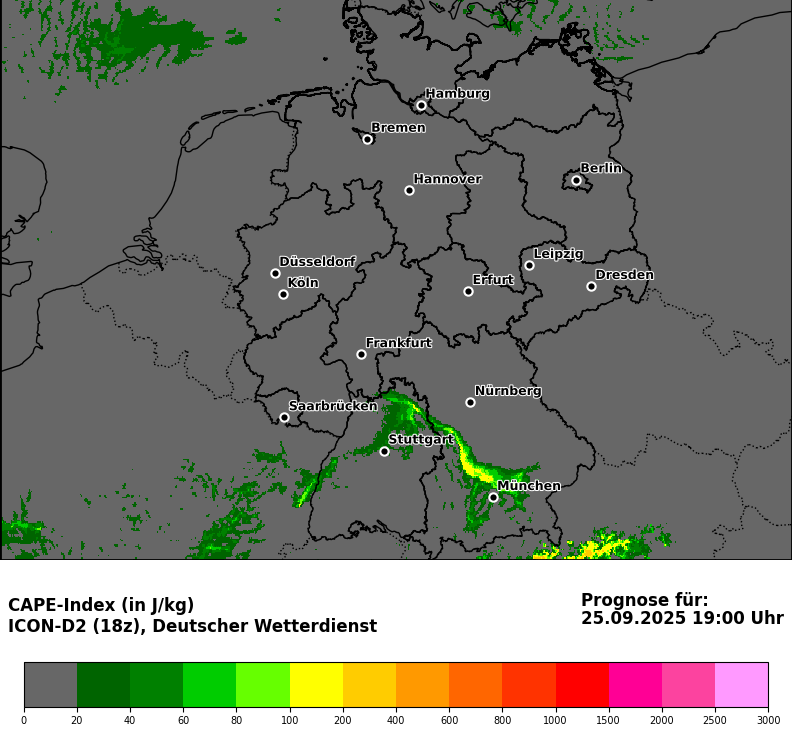 Hamburg
Bremen
Berlin
Hannover
Leipzig
Düsseldorf
Dresden
Köln
Erfurt
Frankfurt
Nürnberg
Saarbrücken
Stuttgart
München
CAPE-Index (in J/kg)
ICON-D2 (18z), Deutscher Wetterdienst
Prognose für:
25.09.2025 19:00 Uhr
0 20 40 60 80 100 200 400 600 800 1000 1500 2000 2500 3000